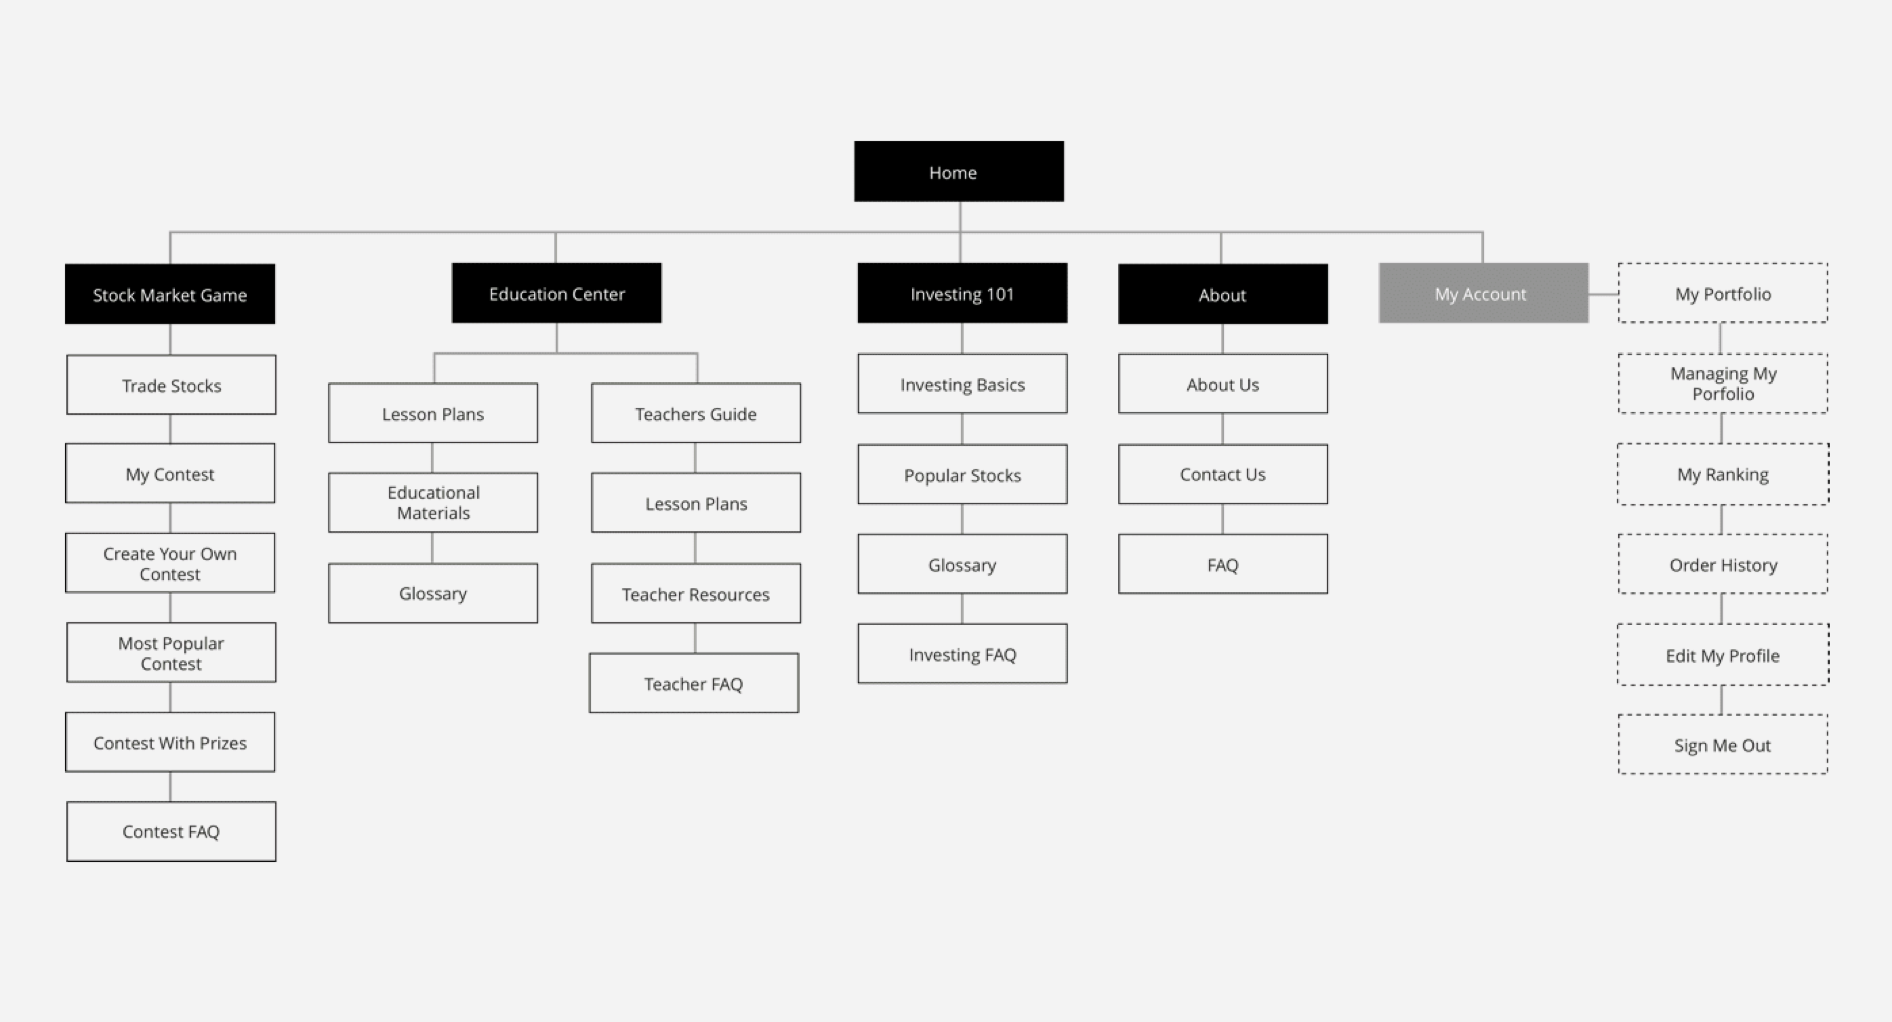 Home
Stock Market Game
Education Center
Investing 101
About
My Account
My Portfolio
Trade Stocks
My Contest
Create Your Own
Contest
Most Popular
Contest
Contest With Prizes
Contest FAQ
Lesson Plans
Educational
Materials
Glossary
Teachers Guide
Lesson Plans
Teacher Resources
Teacher FAQ
Investing Basics
Popular Stocks
Glossary
Investing FAQ
About Us
Contact Us
FAQ
Managing My
Porfolio
My Ranking
Order History
Edit My Profile
Sign Me Out